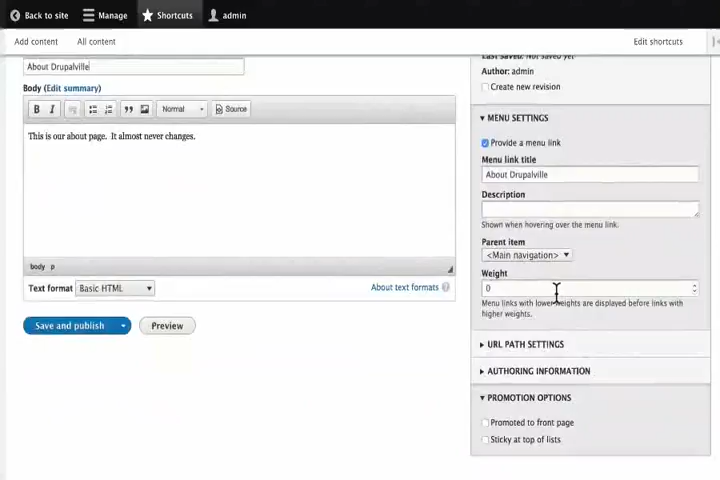 Back to site Manage Shortcuts admin
Add content All content Edit shortcuts
Last saved: Not saved yet
About Drupalville
Author: admin
Create new revision
Body (Edit summary)
B I Normal Source
MENU SETTINGS
This is our about page. It almost never changes.
Provide a menu link
Menu link title
About Drupalville
Description
Shown when hovering over the menu link.
Parent item
<Main navigation>
body p
Weight
Text format Basic HTML About text formats ?
0
Menu links with lower weights are displayed before links with
higher weights.
Save and publish Preview
URL PATH SETTINGS
AUTHORING INFORMATION
PROMOTION OPTIONS
Promoted to front page
Sticky at top of lists